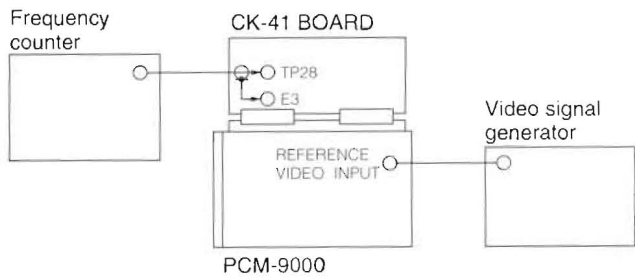 Frequency
counter
CK-41 BOARD
TP28
E3
REFERENCE
VIDEO INPUT
Video signal
generator
PCM-9000